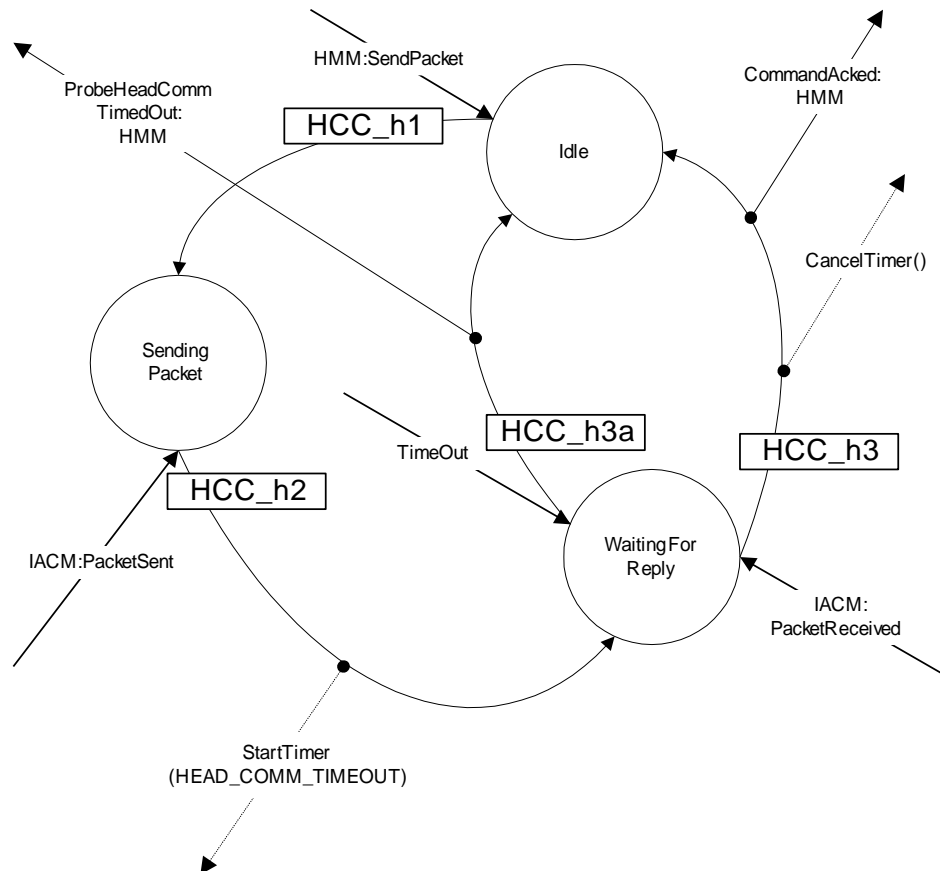 HMM:SendPacket
ProbeHeadComm
TimedOut:
HMM
CommandAcked:
HMM
HCC_h1
Idle
CancelTimer()
Sending
Packet
HCC_h3a
TimeOut
HCC_h3
HCC_h2
IACM:PacketSent
WaitingFor
Reply
IACM:
PacketReceived
StartTimer
(HEAD_COMM_TIMEOUT)